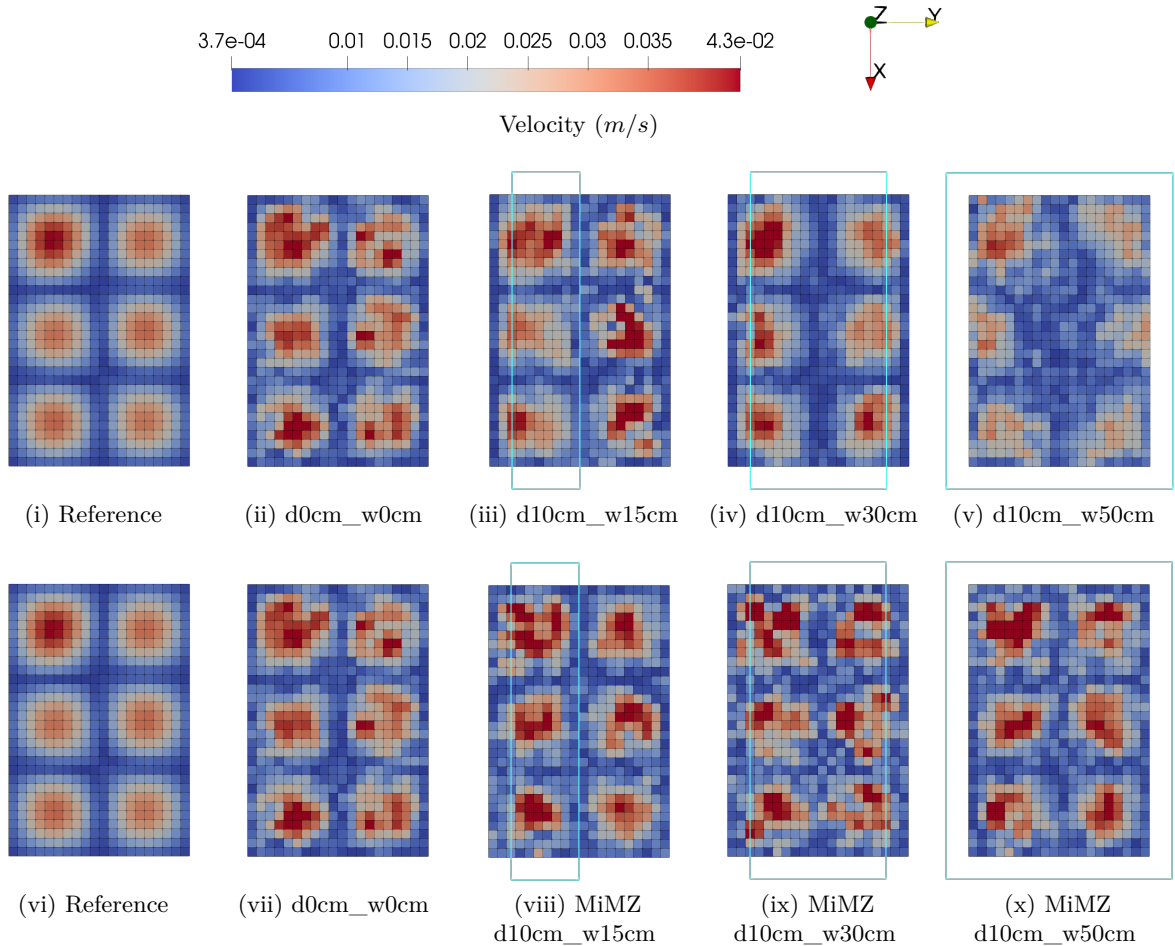 3.7e-04 0.01 0.015 0.02 0.025 0.03 0.035 4.3e-02
Velocity (m/s)
Z
Y
X
(i) Reference
(ii) d0cm_w0cm
(iii) d10cm_w15cm
(iv) d10cm_w30cm
(v) d10cm_w50cm
(vi) Reference
(vii) d0cm_w0cm
(viii) MiMZ
d10cm_w15cm
(ix) MiMZ
d10cm_w30cm
(x) MiMZ
d10cm_w50cm